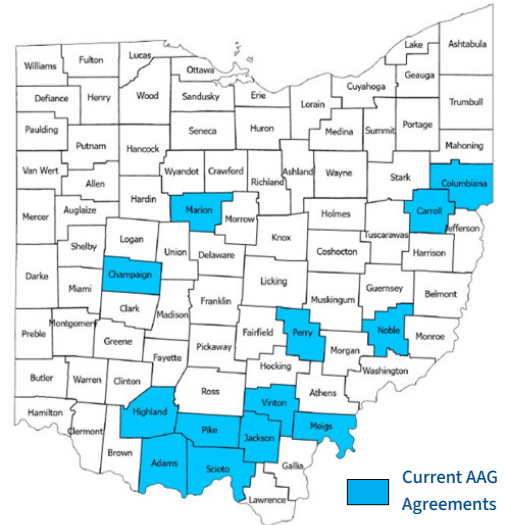 Lake
Ashtabula
Lucas
Fulton
Williams
Ottawa
Geauga
Cuyahoga
Erie
Wood
Sandusky
Henry
Defiance
Lorain
Trumbull
Portage
Summit
Medina
Huron
Seneca
Paulding
Putnam
Mahoning
Hancock
Van Wert
Wyandot
Crawford
Ashland
Wayne
Stark
Richland
Columbiana
Allen
Hardin
Marion
Carroll
Auglaize
Mercer
Morrow
Holmes
Jefferson
Tuscarawas
Logan
Knox
Shelby
Union
Delaware
Coshocton
Harrison
Darke
Champaign
Licking
Guernsey
Miami
Belmont
Muskingum
Franklin
Clark
Madison
Montgomery
Preble
Fairfield
Perry
Noble
Monroe
Greene
Pickaway
Morgan
Fayette
Hocking
Washington
Butler
Warren
Clinton
Ross
Athens
Vinton
Hamilton
Highland
Clermont
Pike
Meigs
Jackson
Brown
Adams
Scioto
Gallia
Lawrence
Current AAG
Agreements